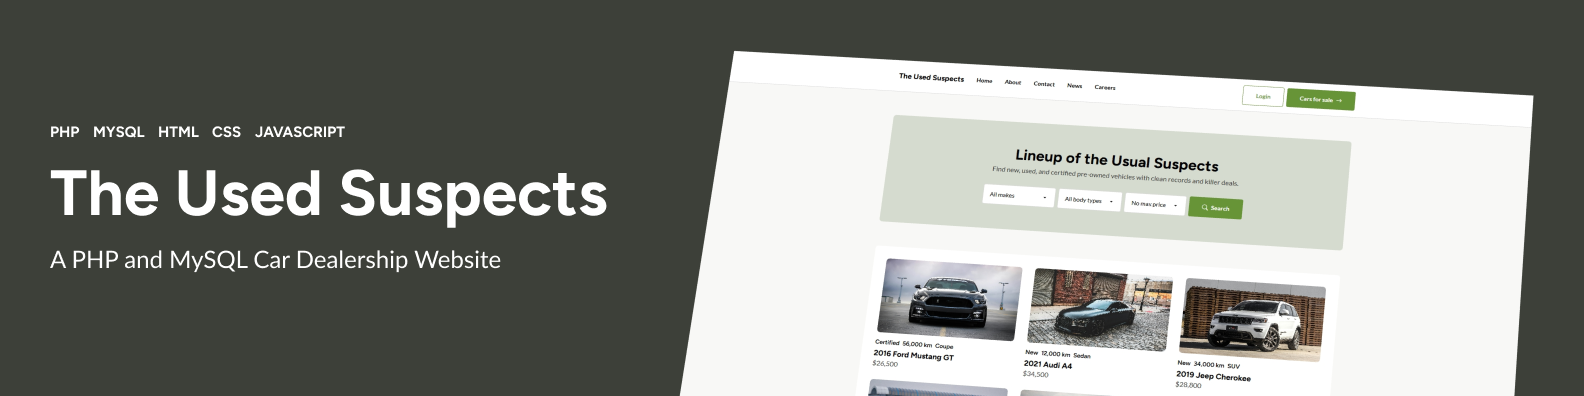 PHP MYSQL HTML CSS JAVASCRIPT
The Used Suspects
A PHP and MySQL Car Dealership Website
The Used Suspects Home About Contact News Careers Login Cars for sale →
Lineup of the Usual Suspects
Find new, used, and certified pre-owned vehicles with clean records and killer deals.
All makes All body types No max price Search
Certified 56,000 km Coupe
2016 Ford Mustang GT
$26,500
New 12,000 km Sedan
2021 Audi A4
$34,500
New 34,000 km SUV
2019 Jeep Cherokee
$28,800